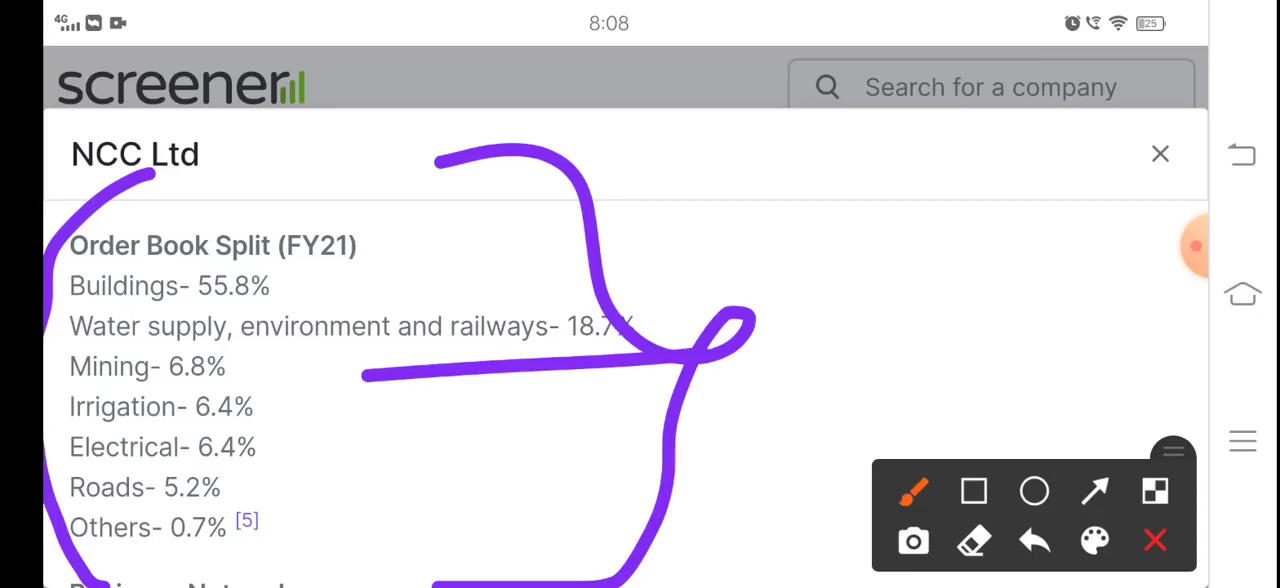 4G
8:08
25
screener
Search for a company
NCC Ltd
Order Book Split (FY21)
Buildings- 55.8%
Water supply, environment and railways- 18.7%
Mining- 6.8%
Irrigation- 6.4%
Electrical- 6.4%
Roads- 5.2%
Others- 0.7% [5]